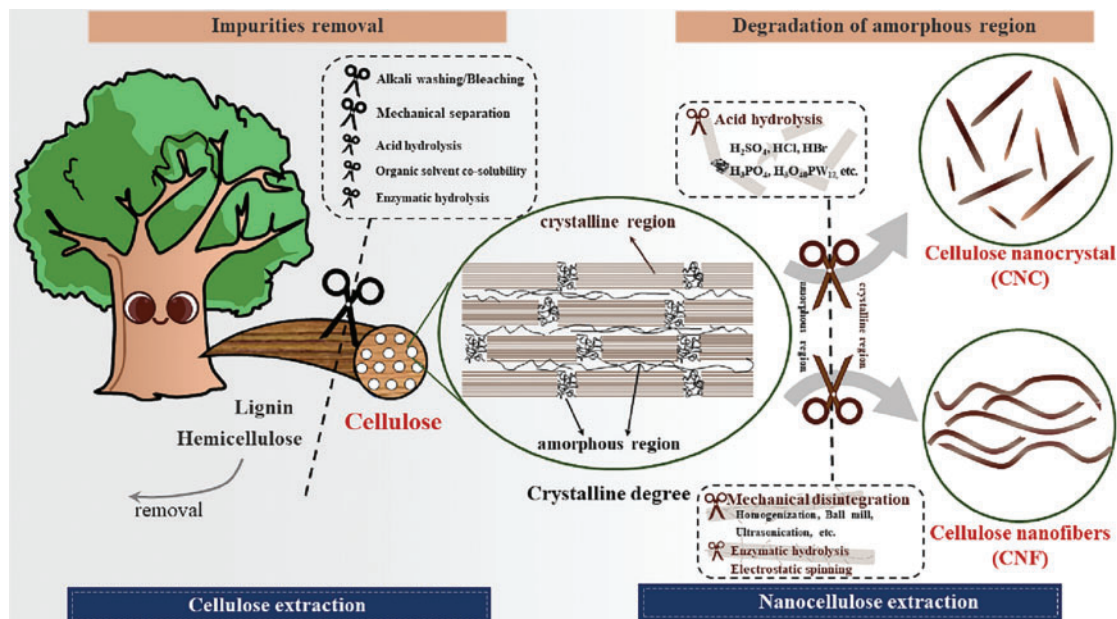 Impurities removal
Alkali washing/Bleaching
Mechanical separation
Acid hydrolysis
Organic solvent co-solubility
Enzymatic hydrolysis
Lignin
Hemicellulose
removal
Cellulose
Cellulose extraction
crystalline region
amorphous region
Crystalline degree
Degradation of amorphous region
Acid hydrolysis
H₂SO₄, HCl, HBr
H₃PO₄, H₃O₄₀PW₁₂, etc.
amorphous region
crystalline region
Cellulose nanocrystal
(CNC)
Mechanical disintegration
Homogenization, Ball mill,
Ultrasonication, etc.
Enzymatic hydrolysis
Electrostatic spinning
Cellulose nanofibers
(CNF)
Nanocellulose extraction